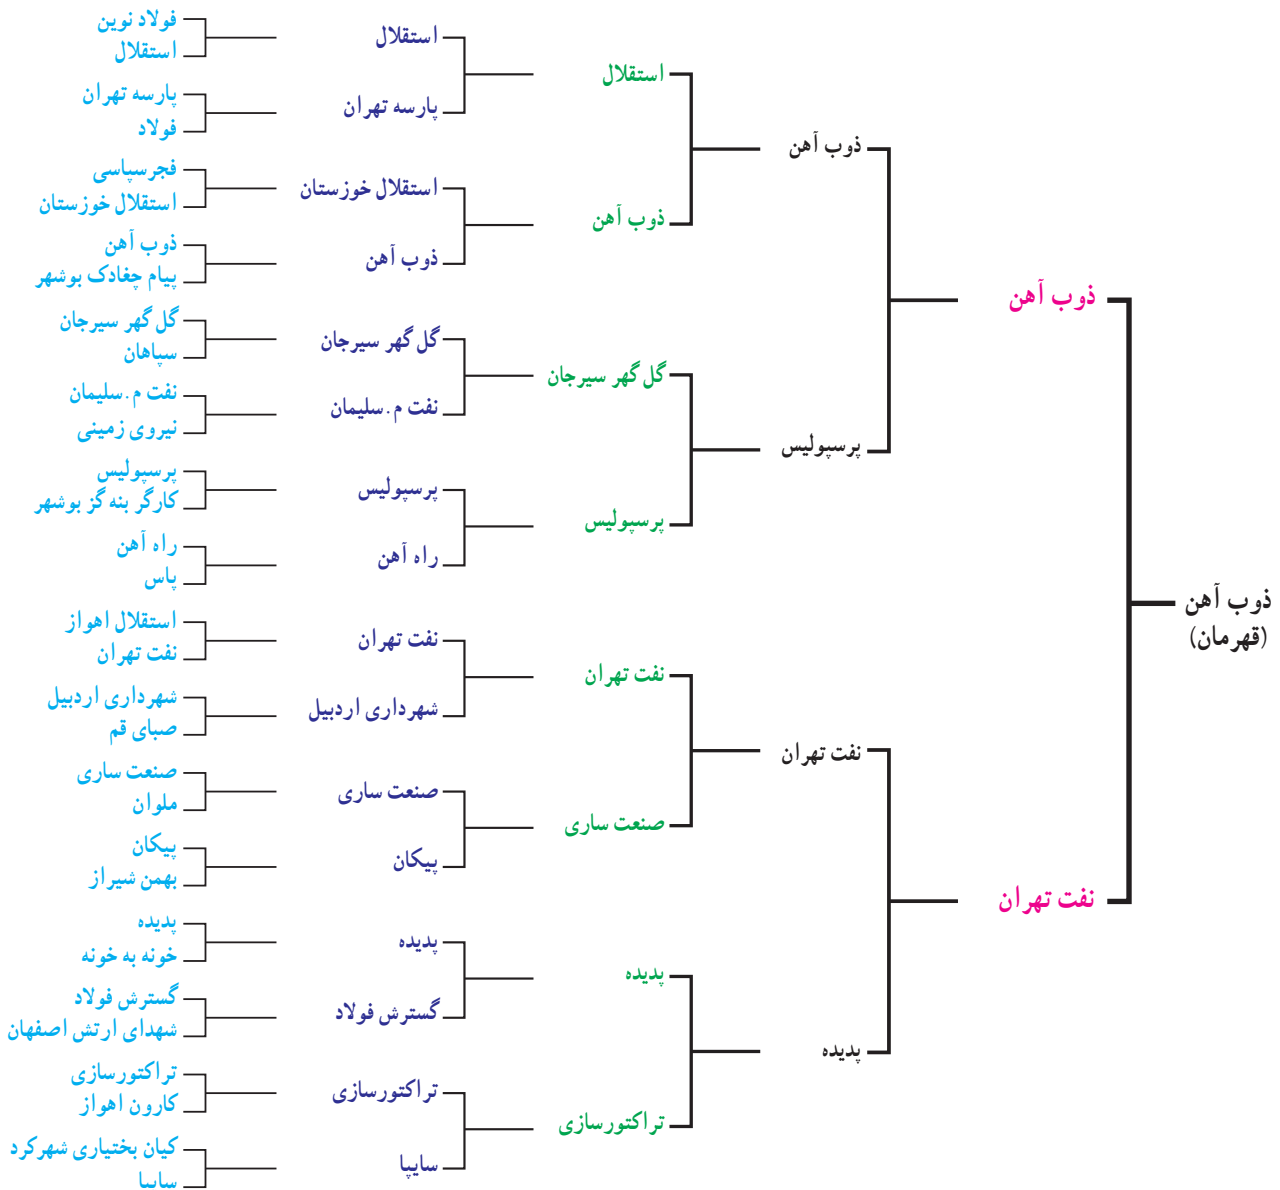 فولاد نوین
استقلال
پارسه تهران
فولاد
فجرسپاسی
استقلال خوزستان
ذوب آهن
پیام چغادک بوشهر
گل گهر سیرجان
سپاهان
نفت م.سلیمان
نیروی زمینی
پرسپولیس
کارگر بنه گز بوشهر
راه آهن
پاس
استقلال اهواز
نفت تهران
شهرداری اردبیل
صبای قم
صنعت ساری
ملوان
پیکان
بهمن شیراز
پدیده
خونه به خونه
گسترش فولاد
شهدای ارتش اصفهان
تراکتورسازی
کارون اهواز
کیان بختیاری شهرکرد
سایپا
استقلال
پارسه تهران
استقلال خوزستان
ذوب آهن
گل گهر سیرجان
نفت م.سلیمان
پرسپولیس
راه آهن
نفت تهران
شهرداری اردبیل
صنعت ساری
پیکان
پدیده
گسترش فولاد
تراکتورسازی
سایپا
استقلال
ذوب آهن
گل گهر سیرجان
پرسپولیس
نفت تهران
صنعت ساری
پدیده
تراکتورسازی
ذوب آهن
پرسپولیس
نفت تهران
پدیده
ذوب آهن
نفت تهران
ذوب آهن
(قهرمان)